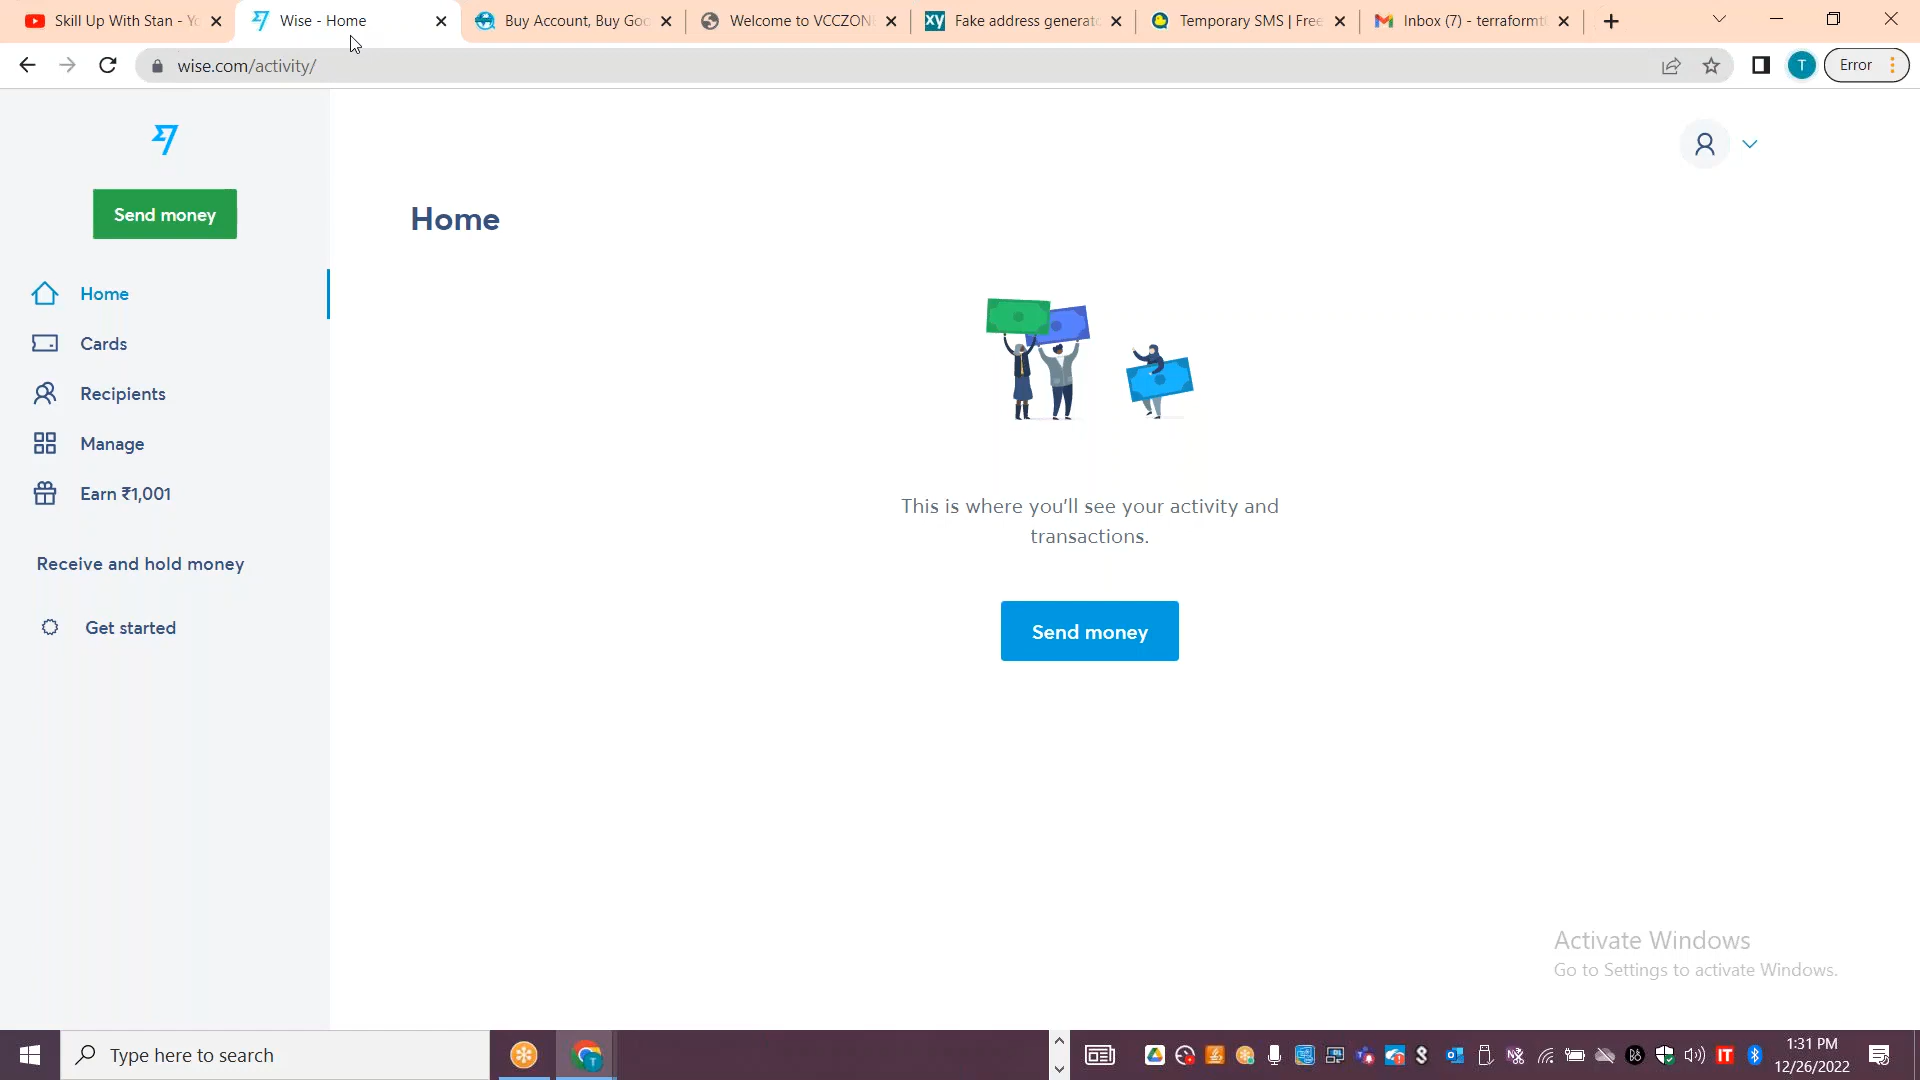 Skill Up With Stan - Yo
Wise - Home
Buy Account, Buy Goo
Welcome to VCCZONE
Fake address generato
Temporary SMS | Free
Inbox (7) - terraformt
wise.com/activity/
T
Error
Send money
Home
Home
Cards
Recipients
Manage
Earn ₹1,001
Receive and hold money
Get started
This is where you'll see your activity and
transactions.
Send money
Activate Windows
Go to Settings to activate Windows.
Type here to search
1:31 PM
12/26/2022